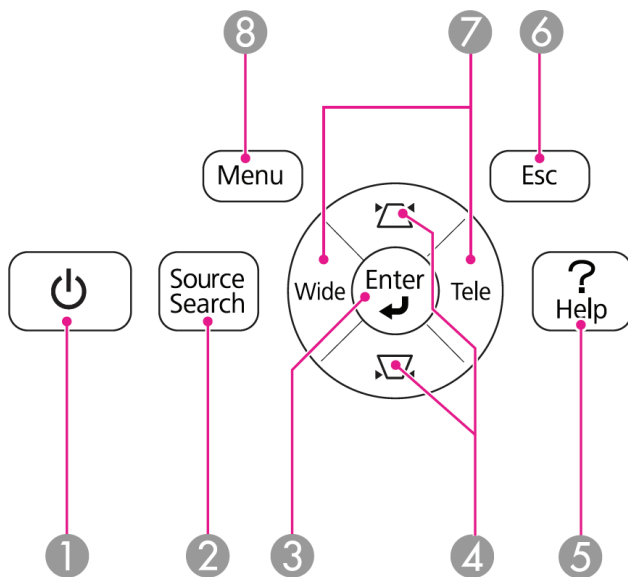 8 7 6
Menu
Esc
Source
Search
Wide
Enter
Tele
?
Help
1 2 3 4 5